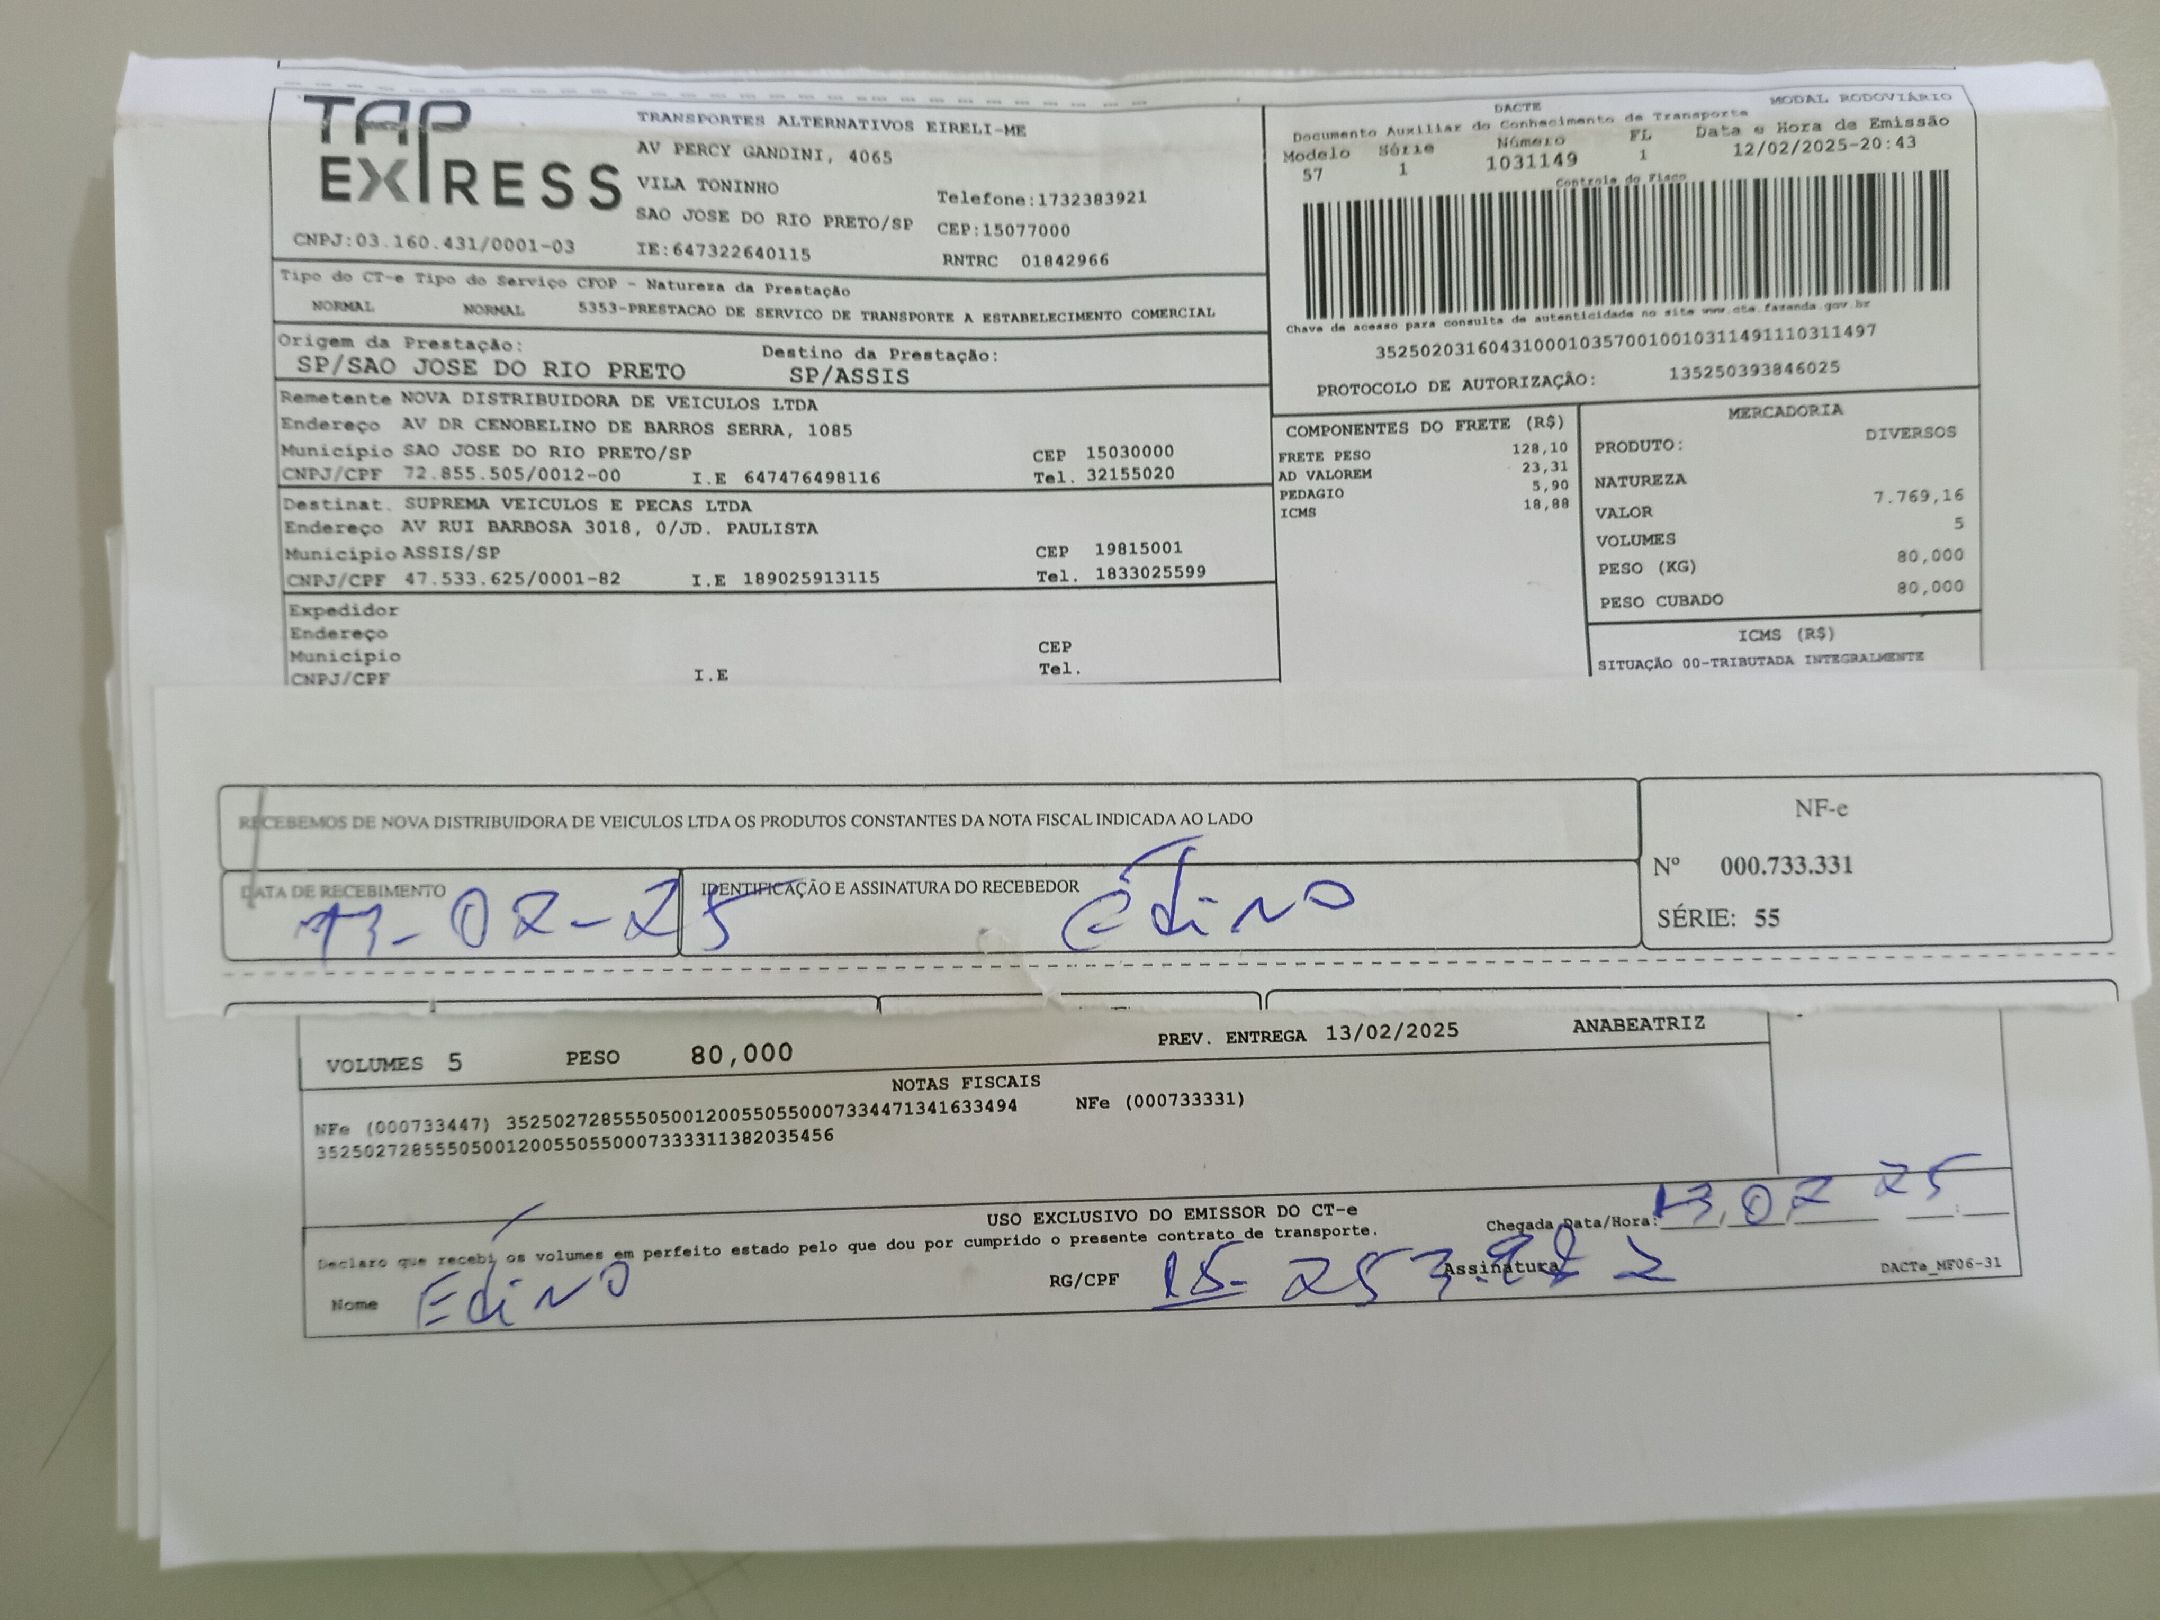 TAP EXPRESS
TRANSPORTES ALTERNATIVOS EIRELI-ME
AV PERCY GANDINI, 4065
VILA TONINHO
SAO JOSE DO RIO PRETO/SP
IE:647322640115
Telefone:1732383921
CEP:15077000
RNTRC 01842966
CNPJ:03.160.431/0001-03
DACTE MODAL RODOVIÁRIO
Documento Auxiliar do Conhecimento de Transporte
Modelo Série Número FL Data e Hora de Emissão
57 1 1031149 1 12/02/2025-20:43
Controle do Fisco
Chave de acesso para consulta de autenticidade no site www.cte.fazenda.gov.br
35250203160431000103570010010311491110311497
PROTOCOLO DE AUTORIZAÇÃO: 135250393846025
Tipo do CT-e Tipo do Serviço CFOP - Natureza da Prestação
NORMAL NORMAL 5353-PRESTACAO DE SERVICO DE TRANSPORTE A ESTABELECIMENTO COMERCIAL
Origem da Prestação: Destino da Prestação:
SP/SAO JOSE DO RIO PRETO SP/ASSIS
Remetente NOVA DISTRIBUIDORA DE VEICULOS LTDA
Endereço AV DR CENOBELINO DE BARROS SERRA, 1085
Município SAO JOSE DO RIO PRETO/SP CEP 15030000
CNPJ/CPF 72.855.505/0012-00 I.E 647476498116 Tel. 32155020
Destinat. SUPREMA VEICULOS E PECAS LTDA
Endereço AV RUI BARBOSA 3018, 0/JD. PAULISTA
Município ASSIS/SP CEP 19815001
CNPJ/CPF 47.533.625/0001-82 I.E 189025913115 Tel. 1833025599
Expedidor
Endereço
Município CEP
CNPJ/CPF I.E Tel.
COMPONENTES DO FRETE (R$)
FRETE PESO 128,10
AD VALOREM 23,31
PEDAGIO 5,90
ICMS 18,88
MERCADORIA
PRODUTO: DIVERSOS
NATUREZA
VALOR 7.769,16
VOLUMES 5
PESO (KG) 80,000
PESO CUBADO 80,000
ICMS (R$)
SITUAÇÃO 00-TRIBUTADA INTEGRALMENTE
RECEBEMOS DE NOVA DISTRIBUIDORA DE VEICULOS LTDA OS PRODUTOS CONSTANTES DA NOTA FISCAL INDICADA AO LADO
DATA DE RECEBIMENTO IDENTIFICAÇÃO E ASSINATURA DO RECEBEDOR
13-02-25 Edino
NF-e
Nº 000.733.331
SÉRIE: 55
VOLUMES 5 PESO 80,000 PREV. ENTREGA 13/02/2025 ANABEATRIZ
NOTAS FISCAIS
NFe (000733447) 35250272855505001200550550007334471341633494 NFe (000733331)
35250272855505001200550550007333311382035456
USO EXCLUSIVO DO EMISSOR DO CT-e
Declaro que recebi os volumes em perfeito estado pelo que dou por cumprido o presente contrato de transporte.
Chegada Data/Hora: 13,02 25
Nome Edino RG/CPF 15-253. Assinatura
DACTe_MF06-31